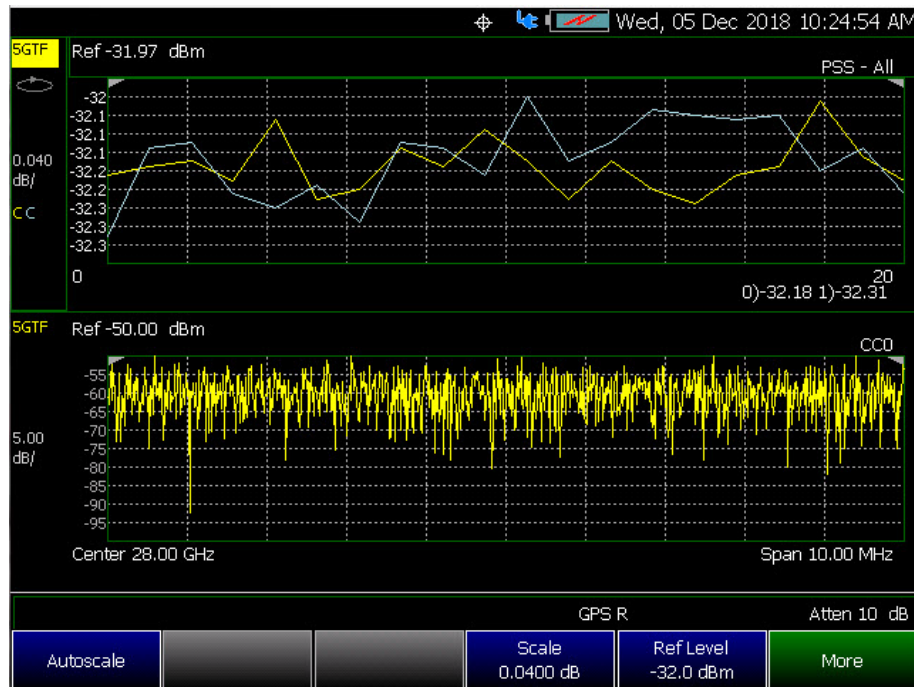 Wed, 05 Dec 2018 10:24:54 AM
5GTF
Ref -31.97 dBm
PSS - All
-32
-32.1
-32.1
-32.1
-32.2
-32.2
-32.3
-32.3
-32.3
0.040
dB/
C C
0
20
0)-32.18 1)-32.31
5GTF
Ref -50.00 dBm
CC0
-55
-60
-65
-70
-75
-80
-85
-90
-95
5.00
dB/
Center 28.00 GHz
Span 10.00 MHz
GPS R
Atten 10 dB
Autoscale
Scale
0.0400 dB
Ref Level
-32.0 dBm
More